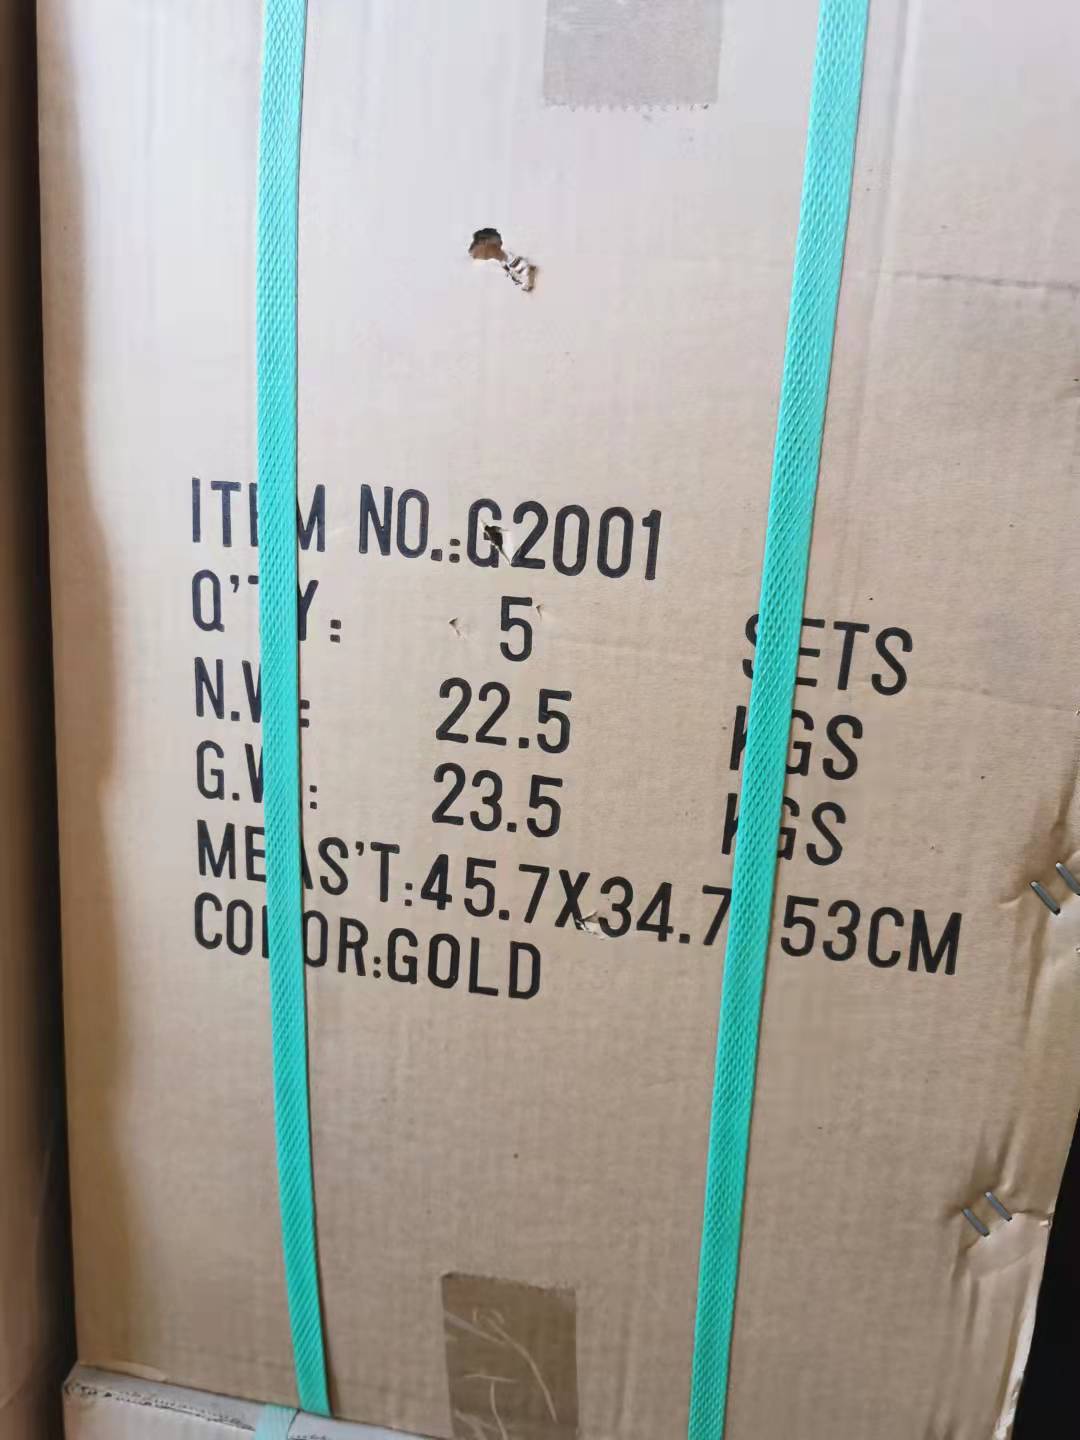 ITEM NO.:G2001
Q'TY: 5 SETS
N.W: 22.5 KGS
G.W: 23.5 KGS
MEAS'T:45.7X34.7X53CM
COLOR:GOLD